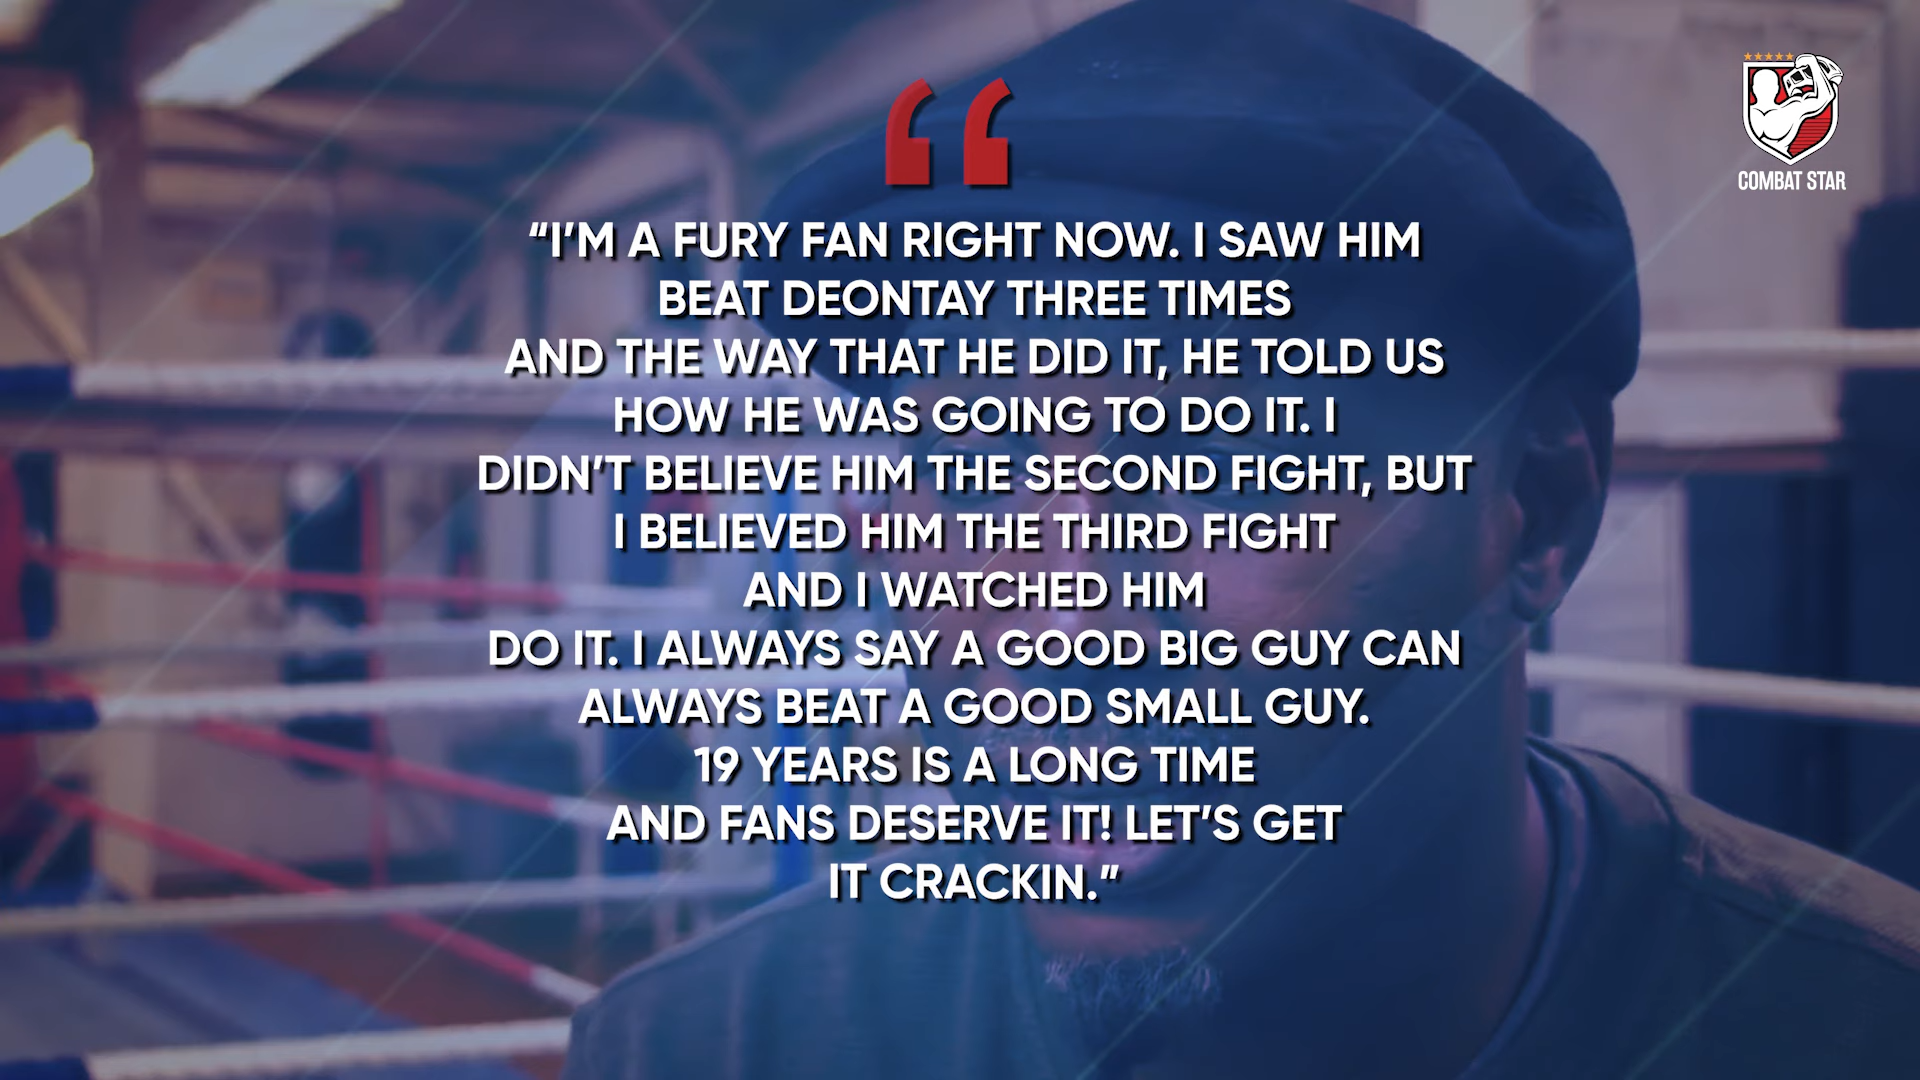 COMBAT STAR
“I’M A FURY FAN RIGHT NOW. I SAW HIM
BEAT DEONTAY THREE TIMES
AND THE WAY THAT HE DID IT, HE TOLD US
HOW HE WAS GOING TO DO IT. I
DIDN’T BELIEVE HIM THE SECOND FIGHT, BUT
I BELIEVED HIM THE THIRD FIGHT
AND I WATCHED HIM
DO IT. I ALWAYS SAY A GOOD BIG GUY CAN
ALWAYS BEAT A GOOD SMALL GUY.
19 YEARS IS A LONG TIME
AND FANS DESERVE IT! LET’S GET
IT CRACKIN.”